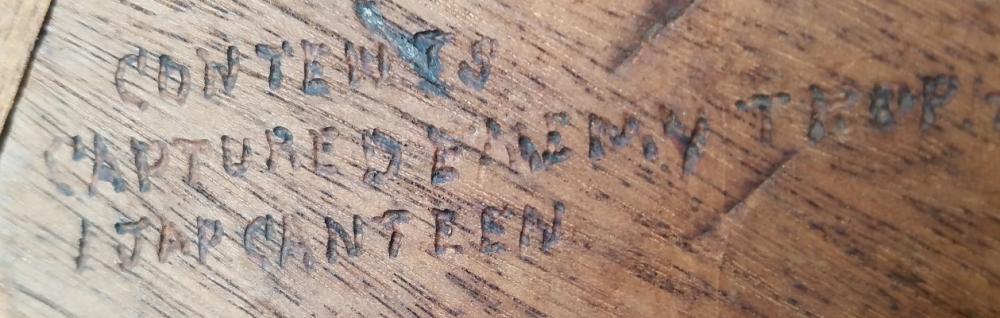 CONTENTS
CAPTURED ENEMY
1 JAP CANTEEN